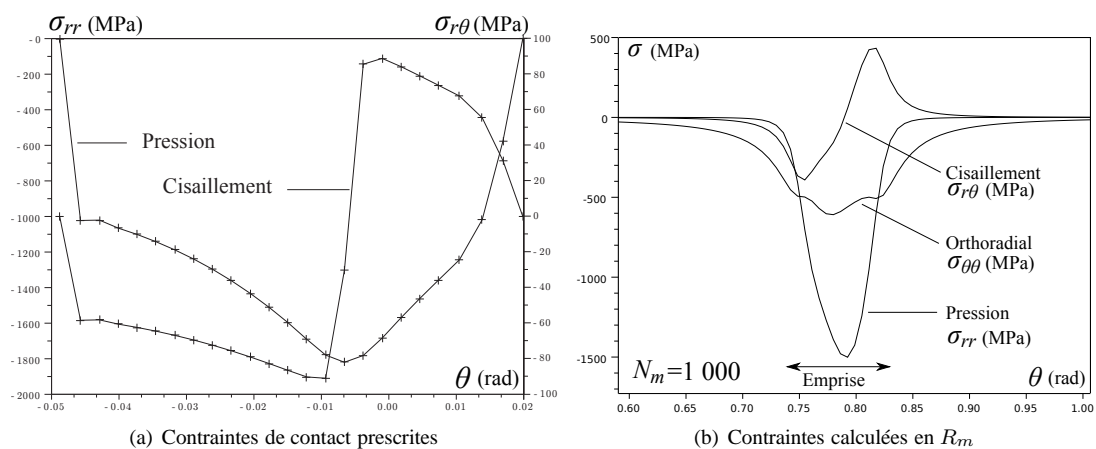 σrr (MPa)
σrθ (MPa)
- 0
- 200
- 400
- 600
- 800
- 1000
- 1200
- 1400
- 1600
- 1800
- 2000
100
80
60
40
20
0
- 20
- 40
- 60
- 80
- 100
Pression
Cisaillement
θ (rad)
- 0.05
- 0.04
- 0.03
- 0.02
- 0.01
0.00
0.01
0.02
(a) Contraintes de contact prescrites
500
0
-500
-1000
-1500
σ (MPa)
Cisaillement
σrθ (MPa)
Orthoradial
σθθ (MPa)
Pression
σrr (MPa)
Nm=1 000
Emprise
θ (rad)
0.60
0.65
0.70
0.75
0.80
0.85
0.90
0.95
1.00
(b) Contraintes calculées en Rm